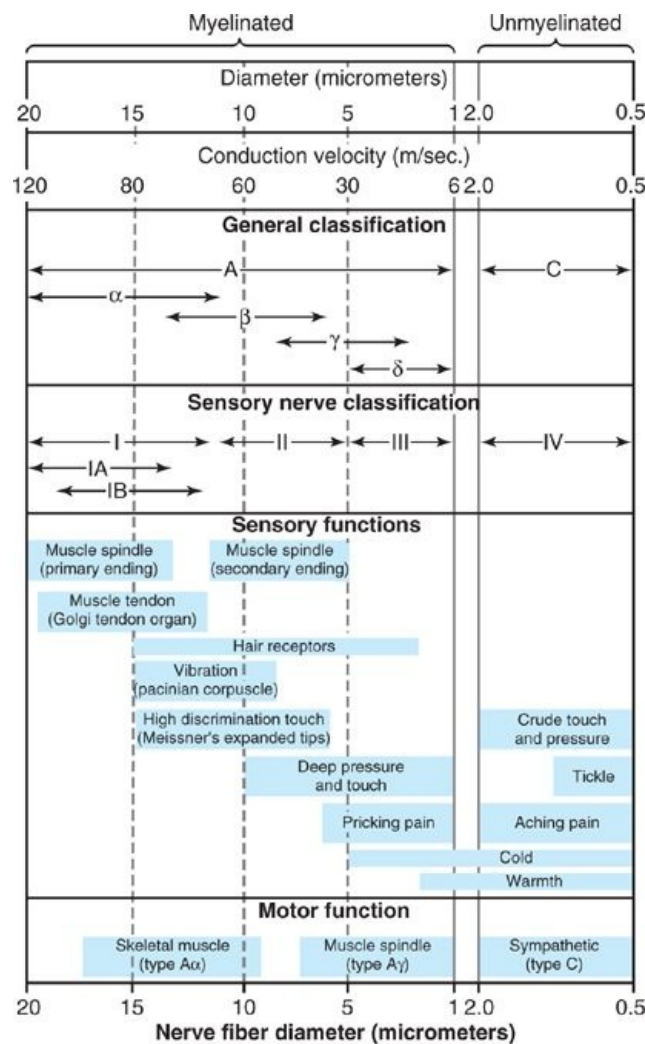 Myelinated Unmyelinated
Diameter (micrometers)
20 15 10 5 1 2.0 0.5
Conduction velocity (m/sec.)
120 80 60 30 6 2.0 0.5
General classification
A C
α
β
γ
δ
Sensory nerve classification
I II III IV
IA
IB
Sensory functions
Muscle spindle
(primary ending)
Muscle spindle
(secondary ending)
Muscle tendon
(Golgi tendon organ)
Hair receptors
Vibration
(pacinian corpuscle)
High discrimination touch
(Meissner's expanded tips)
Crude touch
and pressure
Deep pressure
and touch
Tickle
Pricking pain
Aching pain
Cold
Warmth
Motor function
Skeletal muscle
(type Aα)
Muscle spindle
(type Aγ)
Sympathetic
(type C)
20 15 10 5 1 2.0 0.5
Nerve fiber diameter (micrometers)